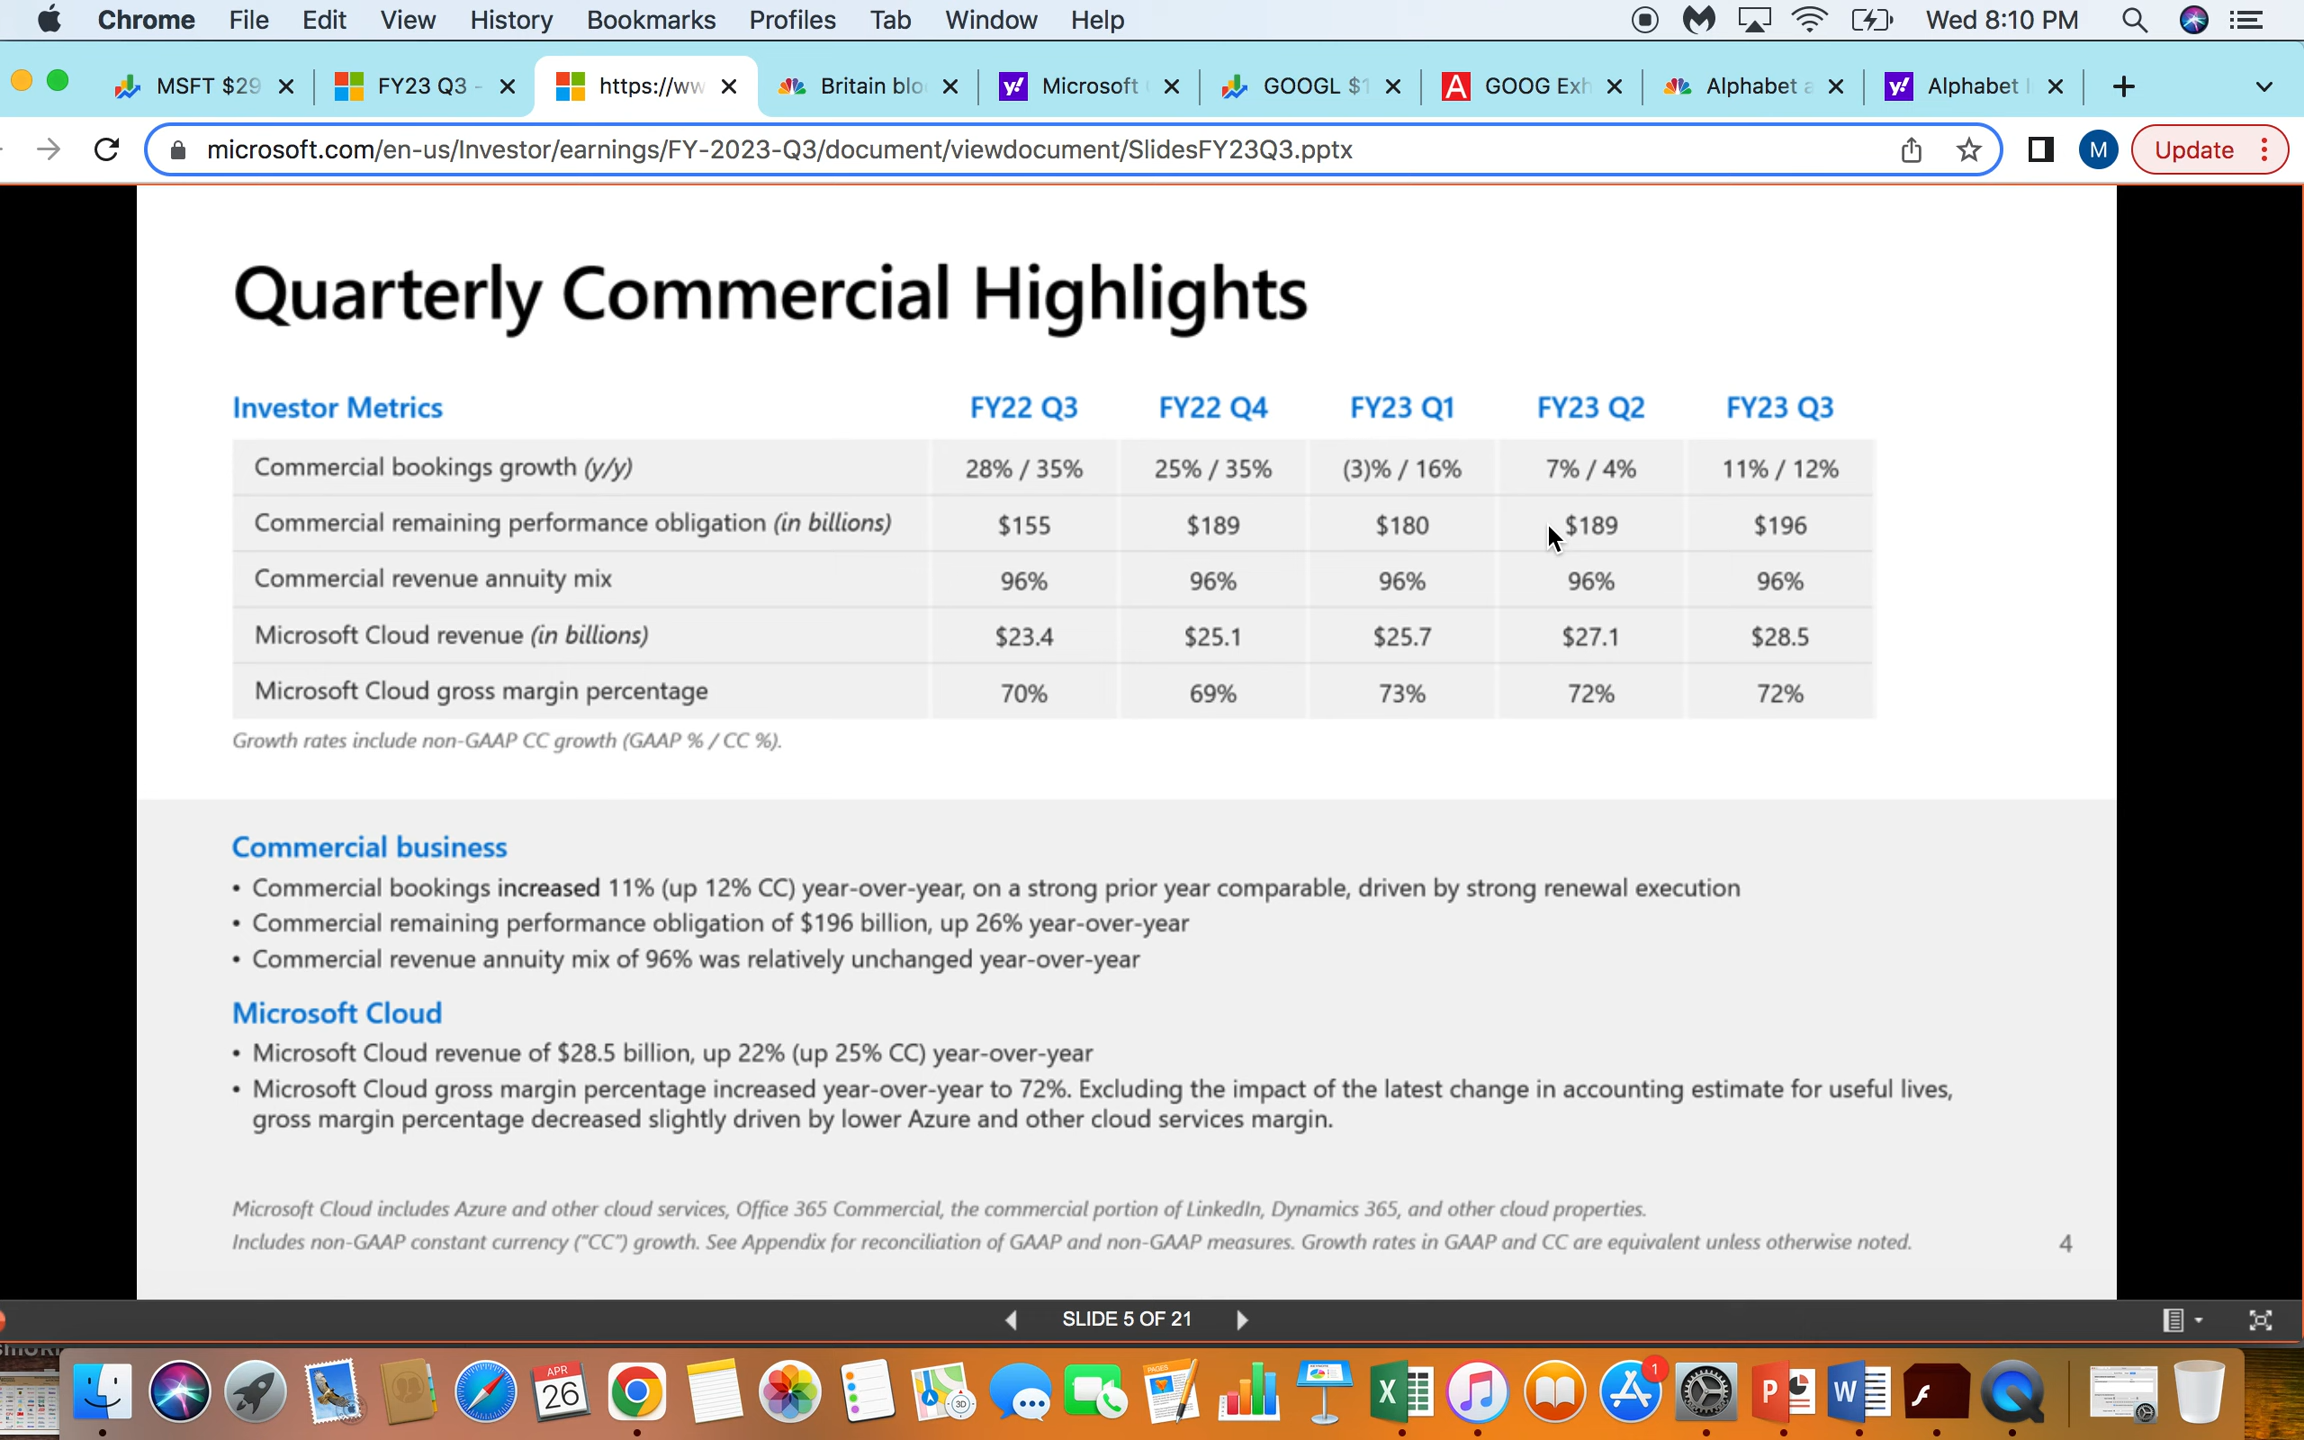 Chrome File Edit View History Bookmarks Profiles Tab Window Help Wed 8:10 PM
MSFT $29 FY23 Q3 - https://ww Britain blo Microsoft GOOGL $1 GOOG Exh Alphabet a Alphabet I
microsoft.com/en-us/Investor/earnings/FY-2023-Q3/document/viewdocument/SlidesFY23Q3.pptx M Update
Quarterly Commercial Highlights
Investor Metrics FY22 Q3 FY22 Q4 FY23 Q1 FY23 Q2 FY23 Q3
Commercial bookings growth (y/y) 28% / 35% 25% / 35% (3)% / 16% 7% / 4% 11% / 12%
Commercial remaining performance obligation (in billions) $155 $189 $180 $189 $196
Commercial revenue annuity mix 96% 96% 96% 96% 96%
Microsoft Cloud revenue (in billions) $23.4 $25.1 $25.7 $27.1 $28.5
Microsoft Cloud gross margin percentage 70% 69% 73% 72% 72%
Growth rates include non-GAAP CC growth (GAAP % / CC %).
Commercial business
• Commercial bookings increased 11% (up 12% CC) year-over-year, on a strong prior year comparable, driven by strong renewal execution
• Commercial remaining performance obligation of $196 billion, up 26% year-over-year
• Commercial revenue annuity mix of 96% was relatively unchanged year-over-year
Microsoft Cloud
• Microsoft Cloud revenue of $28.5 billion, up 22% (up 25% CC) year-over-year
• Microsoft Cloud gross margin percentage increased year-over-year to 72%. Excluding the impact of the latest change in accounting estimate for useful lives,
gross margin percentage decreased slightly driven by lower Azure and other cloud services margin.
Microsoft Cloud includes Azure and other cloud services, Office 365 Commercial, the commercial portion of LinkedIn, Dynamics 365, and other cloud properties.
Includes non-GAAP constant currency ("CC") growth. See Appendix for reconciliation of GAAP and non-GAAP measures. Growth rates in GAAP and CC are equivalent unless otherwise noted. 4
SLIDE 5 OF 21
APR
26
PAGES
3D
1
X
P
W